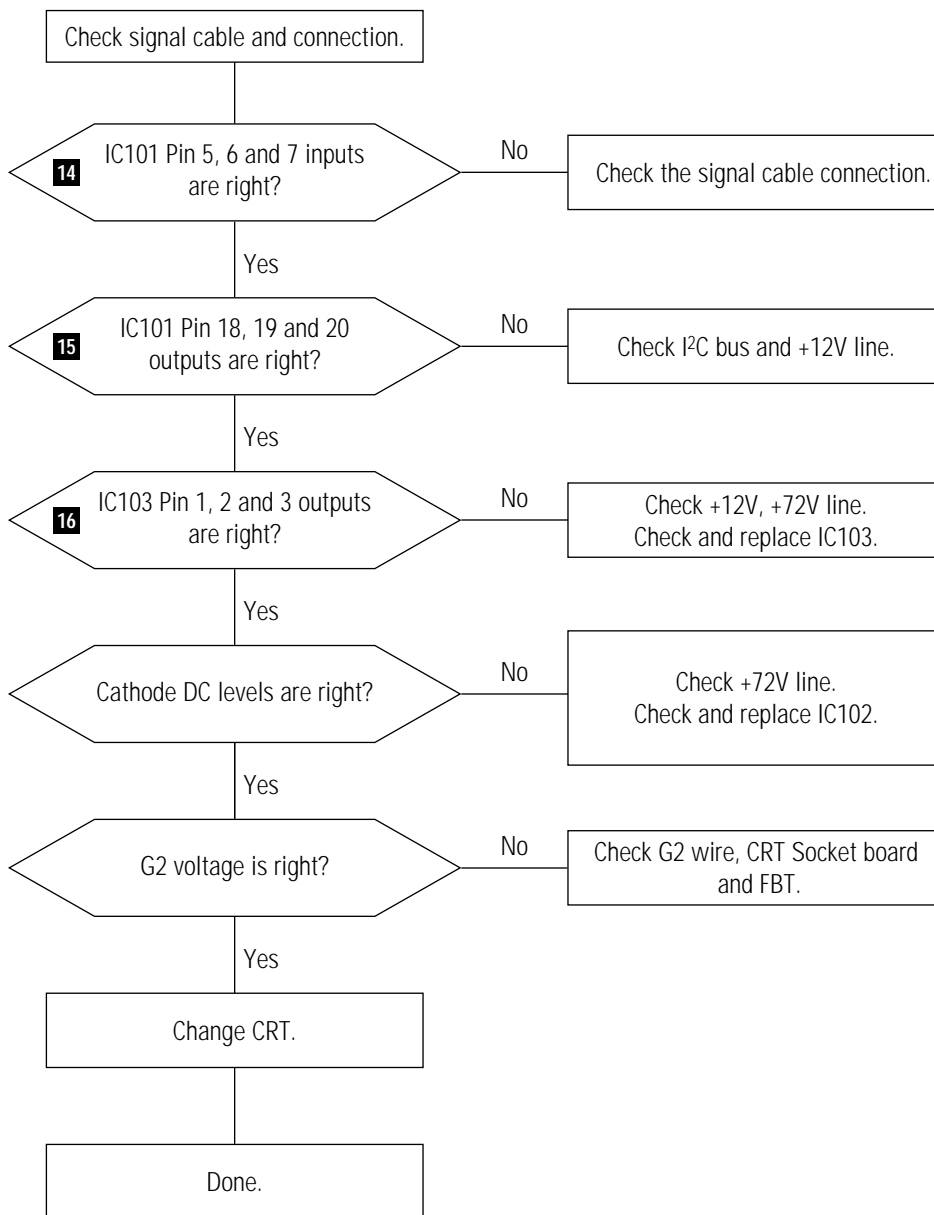 Check signal cable and connection.
14
IC101 Pin 5, 6 and 7 inputs
are right?
No
Check the signal cable connection.
Yes
15
IC101 Pin 18, 19 and 20
outputs are right?
No
Check I²C bus and +12V line.
Yes
16
IC103 Pin 1, 2 and 3 outputs
are right?
No
Check +12V, +72V line.
Check and replace IC103.
Yes
Cathode DC levels are right?
No
Check +72V line.
Check and replace IC102.
Yes
G2 voltage is right?
No
Check G2 wire, CRT Socket board
and FBT.
Yes
Change CRT.
Done.